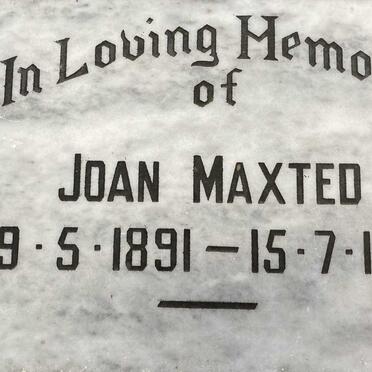 In Loving Memo
of
JOAN MAXTED
9·5·1891 – 15·7·1